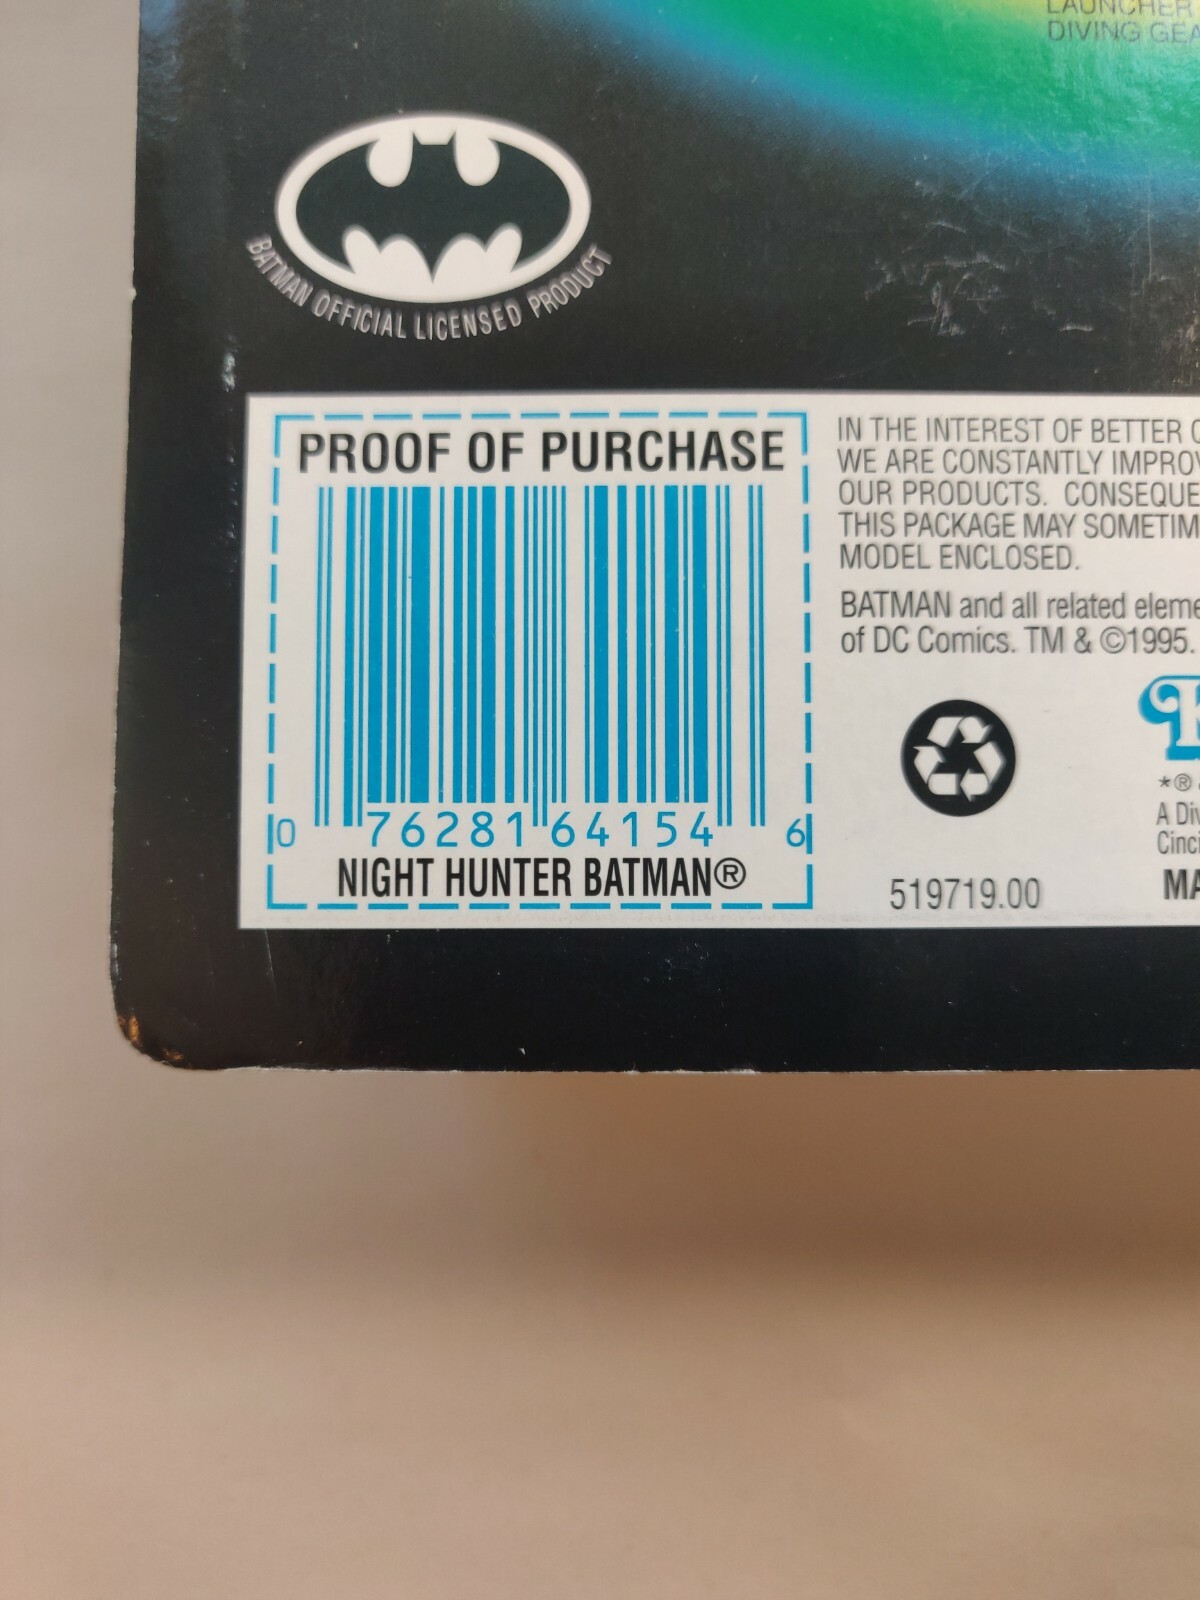 LAUNCHER
DIVING GEA
BATMAN OFFICIAL LICENSED PRODUCT
PROOF OF PURCHASE
0 76281 64154 6
NIGHT HUNTER BATMAN®
IN THE INTEREST OF BETTER
WE ARE CONSTANTLY IMPROV
OUR PRODUCTS. CONSEQUE
THIS PACKAGE MAY SOMETIM
MODEL ENCLOSED.
BATMAN and all related eleme
of DC Comics. TM & ©1995.
*®
A Div
Cinci
MA
519719.00